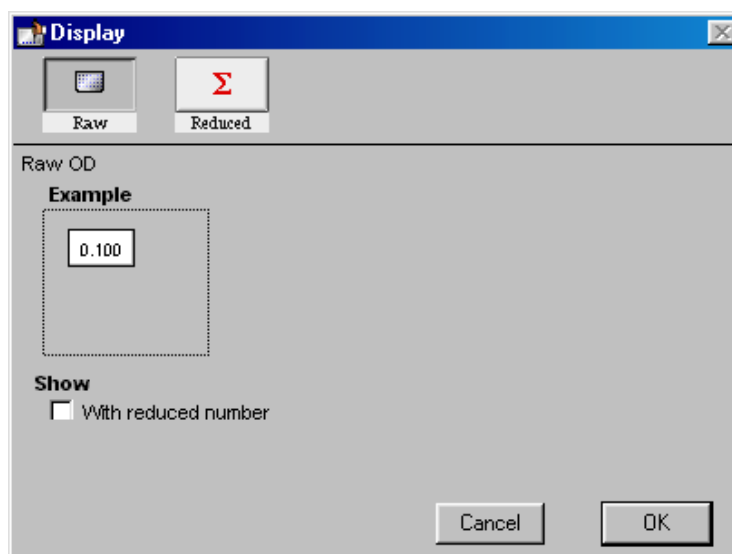 Display
Σ
Raw Reduced
Raw OD
Example
0.100
Show
With reduced number
Cancel OK